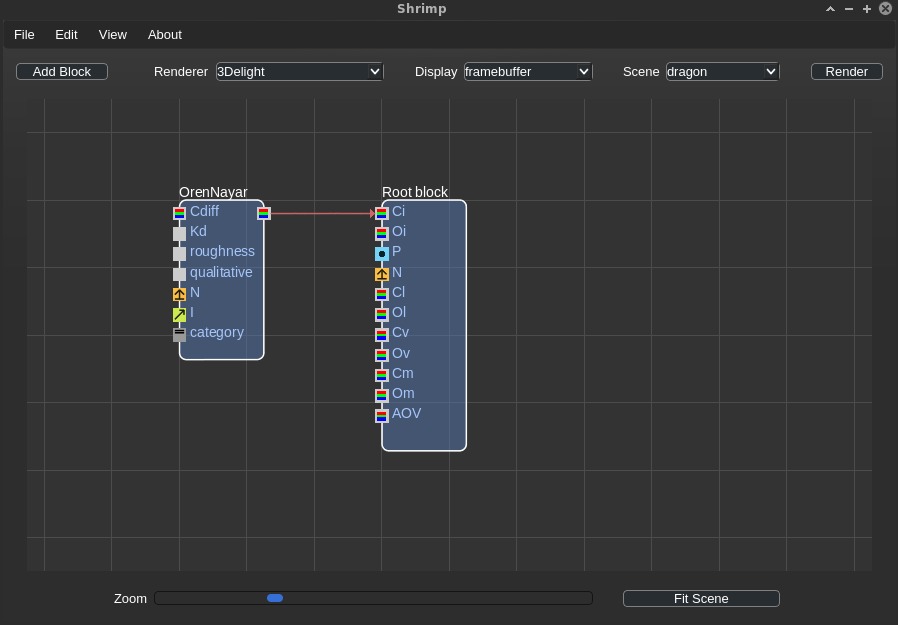 Shrimp
File Edit View About
Add Block Renderer 3Delight Display framebuffer Scene dragon Render
OrenNayar
Cdiff
Kd
roughness
qualitative
N
I
category
Root block
Ci
Oi
P
N
Cl
Ol
Cv
Ov
Cm
Om
AOV
Zoom Fit Scene